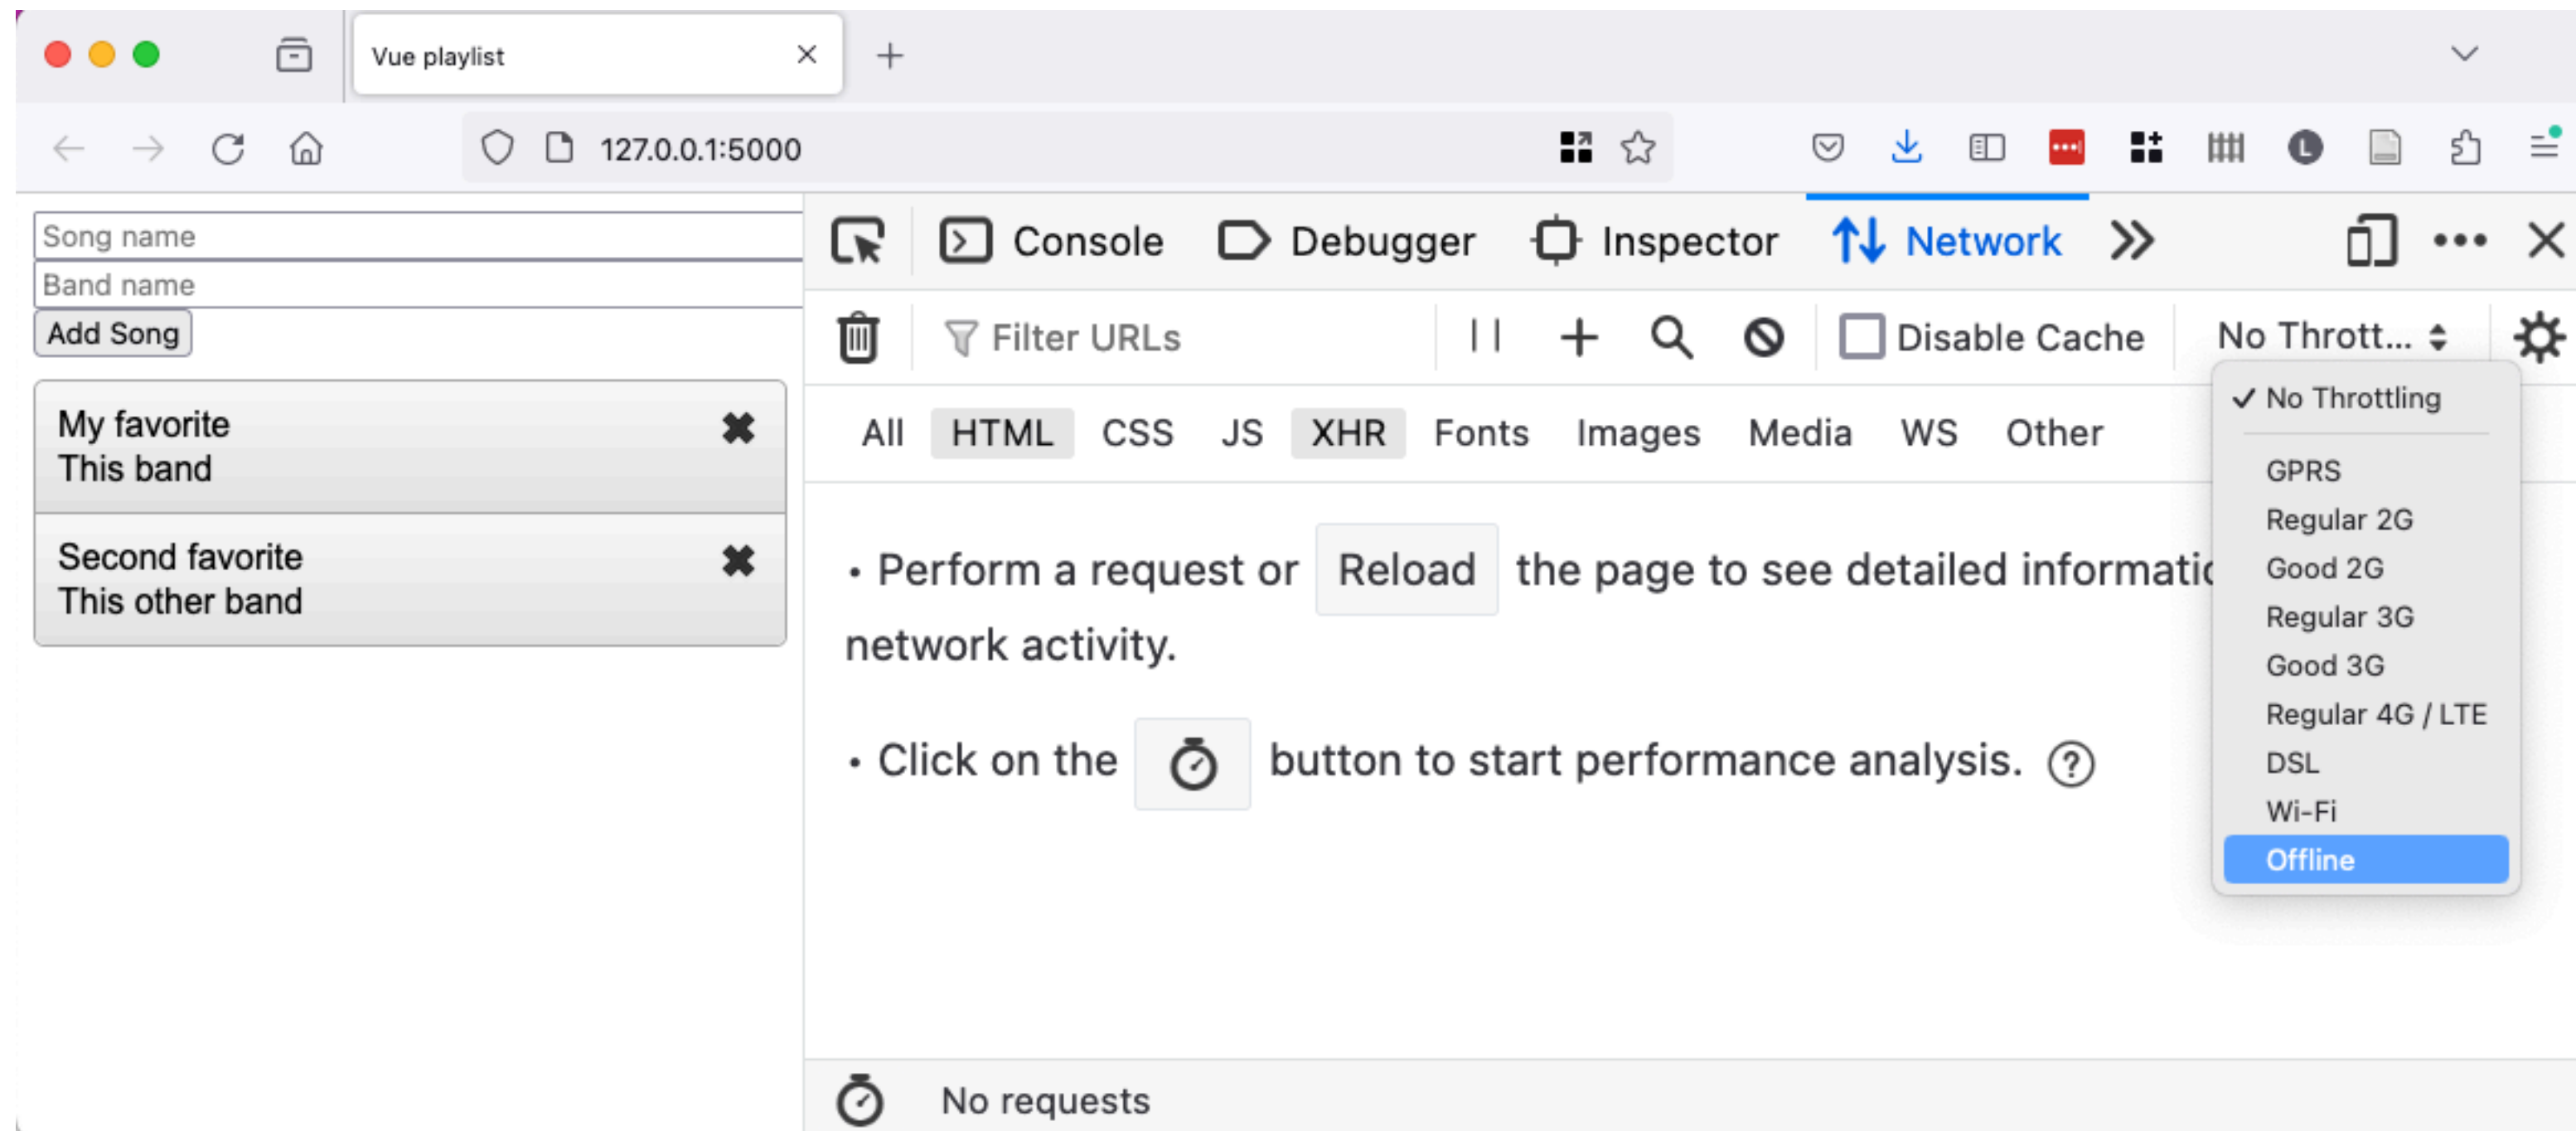 Vue playlist
127.0.0.1:5000
L
Song name
Band name
Add Song
My favorite
This band
Second favorite
This other band
Console Debugger Inspector Network
Filter URLs Disable Cache No Thrott...
All HTML CSS JS XHR Fonts Images Media WS Other
• Perform a request or Reload the page to see detailed informatic
network activity.
• Click on the button to start performance analysis. ?
No requests
✓ No Throttling
GPRS
Regular 2G
Good 2G
Regular 3G
Good 3G
Regular 4G / LTE
DSL
Wi-Fi
Offline